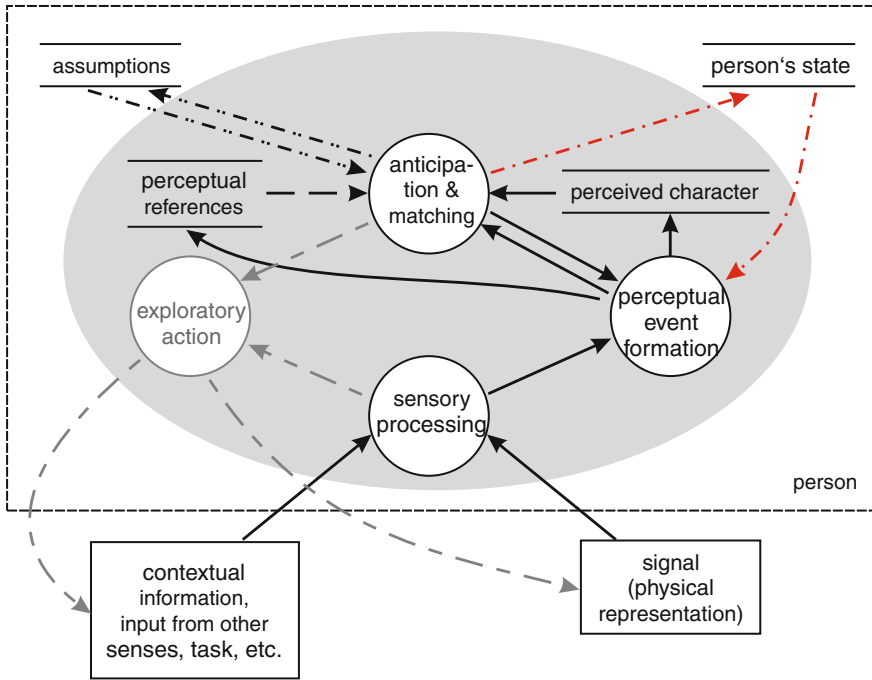 assumptions
person‘s state
anticipa-
tion &
matching
perceptual
references
perceived character
exploratory
action
perceptual
event
formation
sensory
processing
person
contextual
information,
input from other
senses, task, etc.
signal
(physical
representation)